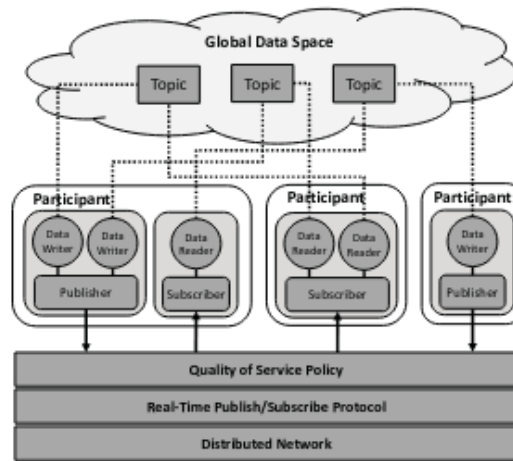 Global Data Space
Topic Topic Topic
Participant Participant Participant
Data Writer Data Writer Data Reader Data Reader Data Reader Data Writer
Publisher Subscriber Subscriber Publisher
Quality of Service Policy
Real-Time Publish/Subscribe Protocol
Distributed Network